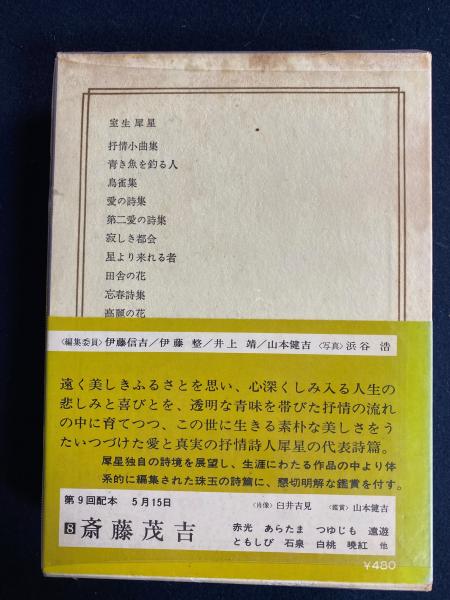 室生犀星
抒情小曲集
青き魚を釣る人
鳥雀集
愛の詩集
第二愛の詩集
寂しき都会
星より来れる者
田舎の花
忘春詩集
高麗の花
〈編集委員〉伊藤信吉／伊藤 整／井上 靖／山本健吉 〈写真〉浜谷 浩
遠く美しきふるさとを思い、心深くしみ入る人生の
悲しみと喜びとを、透明な青味を帯びた抒情の流れ
の中に育てつつ、この世に生きる素朴な美しさをう
たいつづけた愛と真実の抒情詩人犀星の代表詩篇。
犀星独自の詩境を展望し、生涯にわたる作品の中より体
系的に編集された珠玉の詩篇に、懇切明解な鑑賞を付す。
第9回配本 5月15日 〈肖像〉臼井吉見 〈鑑賞〉山本健吉
8 斎藤茂吉 赤光 あらたま つゆじも 遠遊
ともしび 石泉 白桃 暁紅 他
¥480